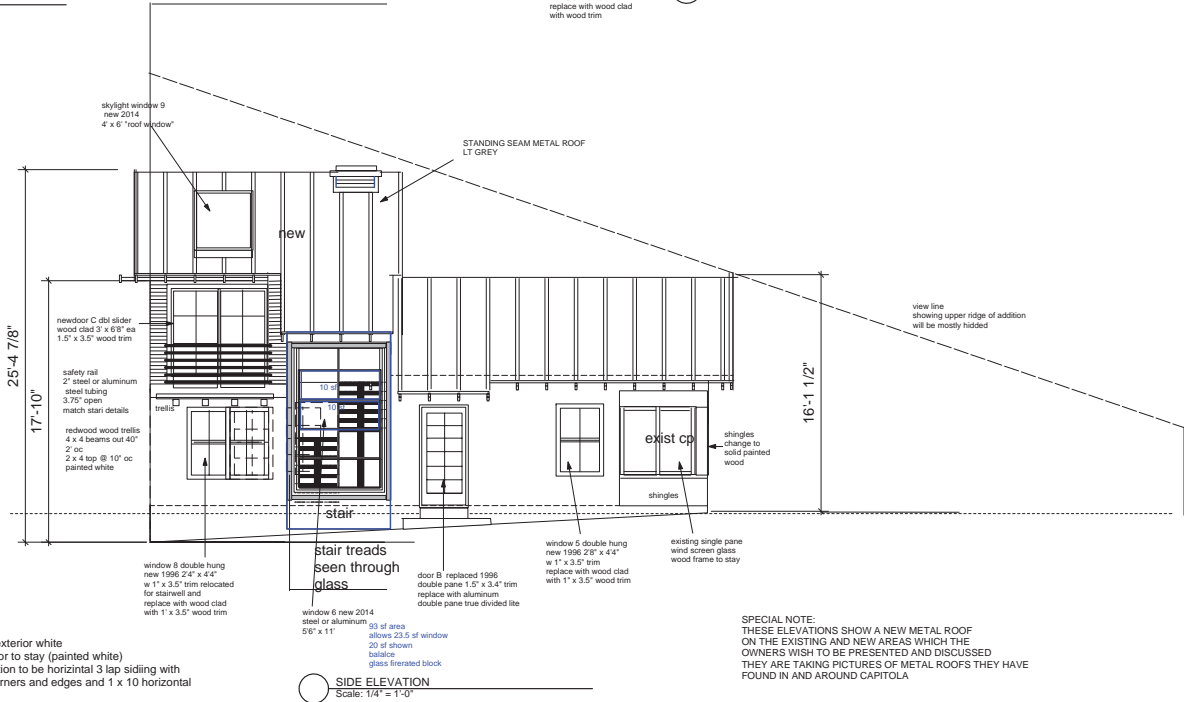 replace with wood clad
with wood trim
skylight window 9
new 2014
4' x 6' "roof window"
STANDING SEAM METAL ROOF
LT GREY
new
view line
showing upper ridge of addition
will be mostly hidded
newdoor C dbl slider
wood clad 3' x 6'8" ea
1.5" x 3.5" wood trim
25'-4 7/8"
17'-10"
16'-1 1/2"
safety rail
2" steel or aluminum
steel tubing
3.75" open
match stari details
trellis
redwood wood trellis
4 x 4 beams out 40"
2' oc
2 x 4 top @ 10" oc
painted white
10 sf
10 sf
exist cp
shingles
change to
solid painted
wood
shingles
stair
stair treads
seen through
glass
window 8 double hung
new 1996 2'4" x 4'4"
w 1" x 3.5" trim relocated
for stairwell and
replace with wood clad
with 1' x 3.5" wood trim
window 6 new 2014
steel or aluminum
5'6" x 11'
93 sf area
allows 23.5 sf window
20 sf shown
balalce
glass firerated block
door B  replaced 1996
double pane 1.5" x 3.4" trim
replace with aluminum
double pane true divided lite
window 5 double hung
new 1996 2'8" x 4'4"
w 1" x 3.5" trim
replace with wood clad
with 1" x 3.5" wood trim
existing single pane
wind screen glass
wood frame to stay
SPECIAL NOTE:
THESE ELEVATIONS SHOW A NEW METAL ROOF
ON THE EXISTING AND NEW AREAS WHICH THE
OWNERS WISH TO BE PRESENTED AND DISCUSSED
THEY ARE TAKING PICTURES OF METAL ROOFS THEY HAVE
FOUND IN AND AROUND CAPITOLA
exterior white
or to stay (painted white)
tion to be horizintal 3 lap sidiing with
rners and edges and 1 x 10 horizontal
SIDE ELEVATION
Scale: 1/4" = 1'-0"